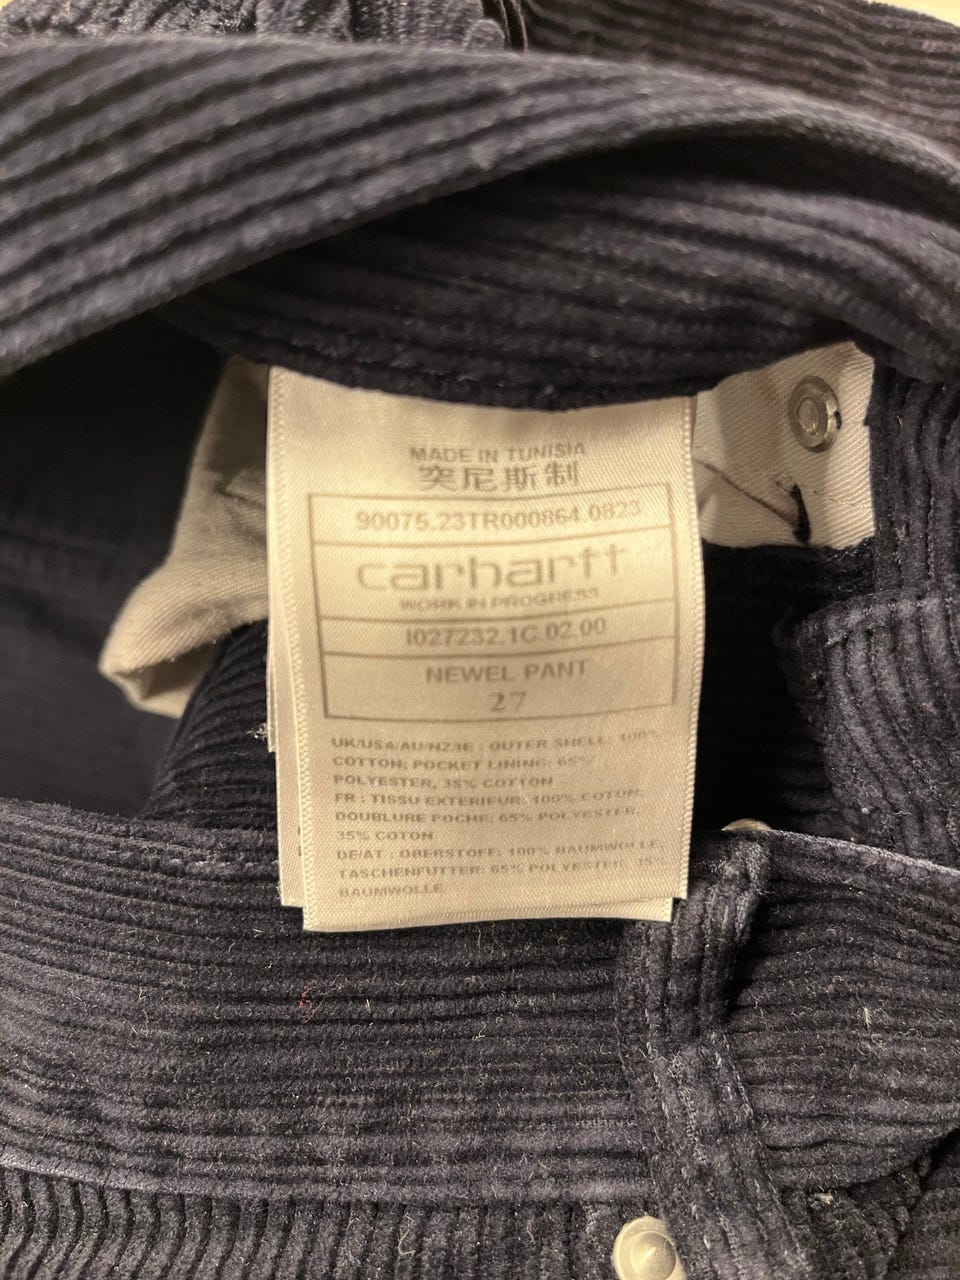 MADE IN TUNISIA
突尼斯制
90075.23TR000864.0823
carhartt
WORK IN PROGRESS
I027232.1C.02.00
NEWEL PANT
27
UK/USA/AU/NZ/IE : OUTER SHELL: 100%
COTTON; POCKET LINING: 65%
POLYESTER, 35% COTTON
FR : TISSU EXTERIEUR: 100% COTON;
DOUBLURE POCHE: 65% POLYESTER,
35% COTON
DE/AT : OBERSTOFF: 100% BAUMWOLLE;
TASCHENFUTTER: 65% POLYESTER, 35%
BAUMWOLLE